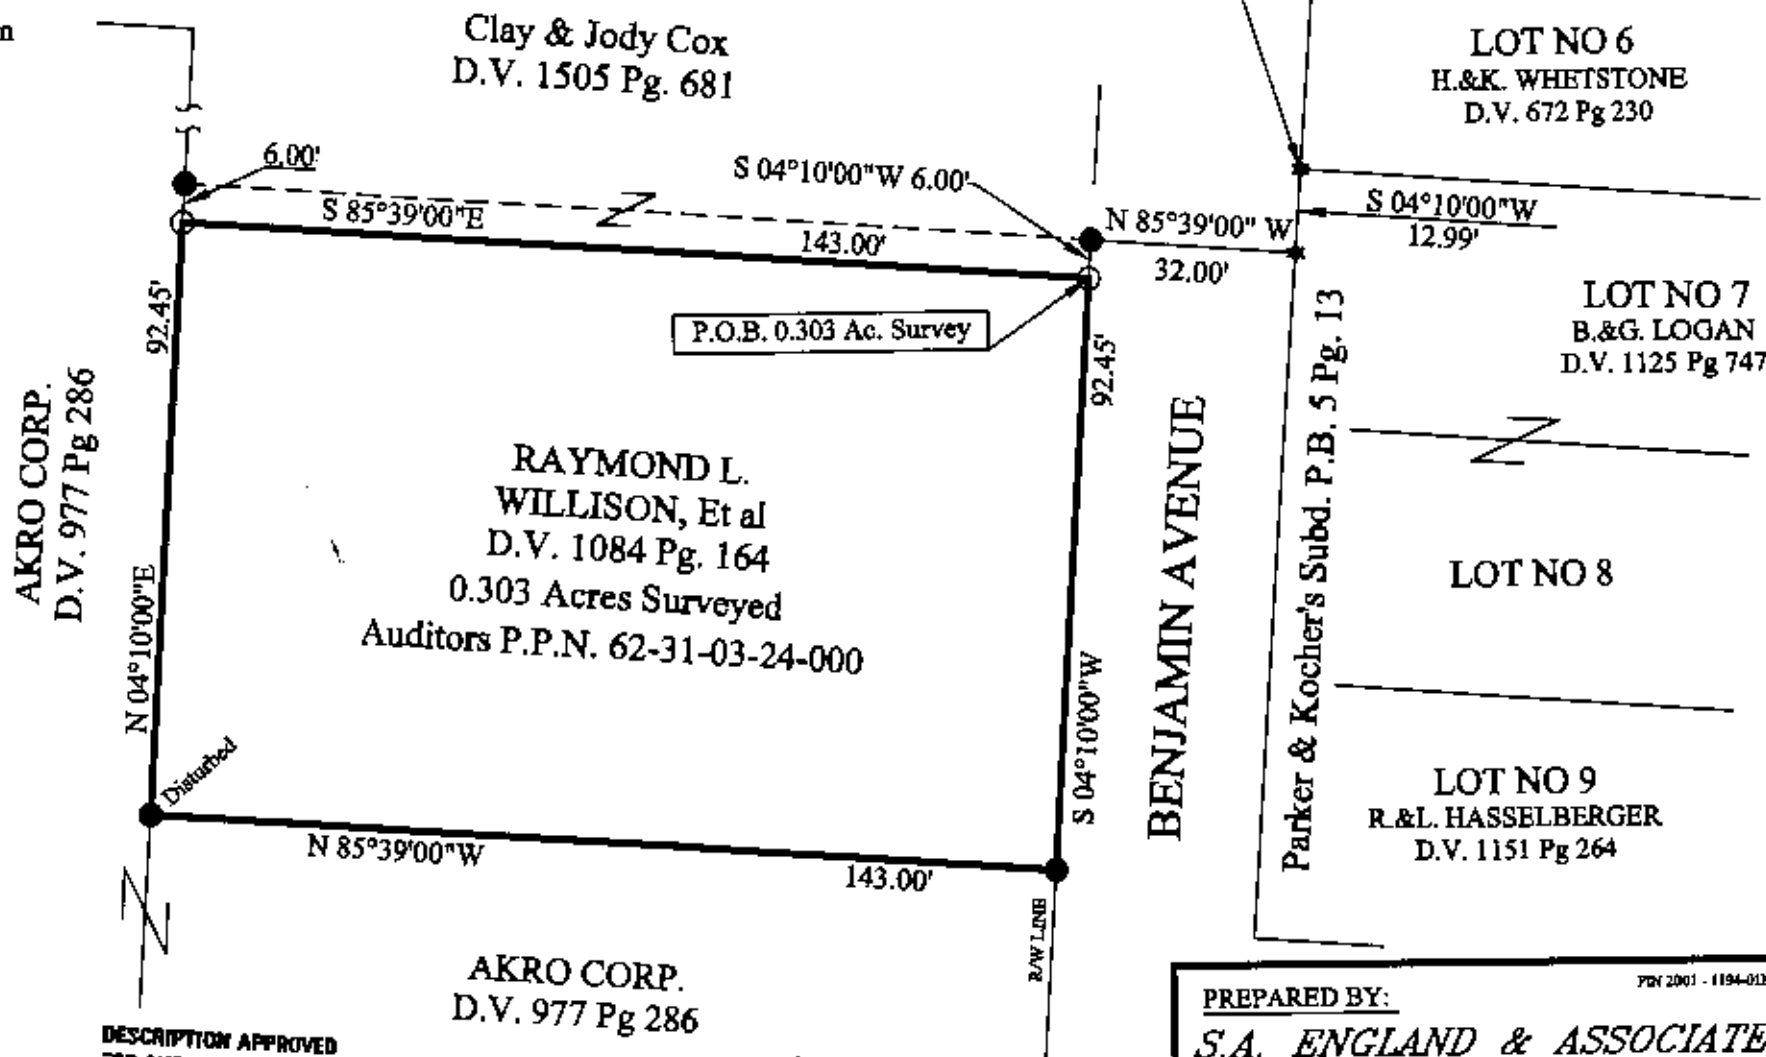 n
Clay & Jody Cox
D.V. 1505 Pg. 681
LOT NO 6
H.&K. WHETSTONE
D.V. 672 Pg 230
6.00'
S 04°10'00"W 6.00'
S 85°39'00"E
143.00'
N 85°39'00" W
32.00'
S 04°10'00"W
12.99'
92.45'
P.O.B. 0.303 Ac. Survey
92.45'
LOT NO 7
B.&G. LOGAN
D.V. 1125 Pg 747
AKRO CORP.
D.V. 977 Pg 286
RAYMOND L.
WILLISON, Et al
D.V. 1084 Pg. 164
0.303 Acres Surveyed
Auditors P.P.N. 62-31-03-24-000
BENJAMIN AVENUE
Parker & Kocher's Subd. P.B. 5 Pg. 13
LOT NO 8
N 04°10'00"E
S 04°10'00"W
Disturbed
LOT NO 9
R.&L. HASSELBERGER
D.V. 1151 Pg 264
N 85°39'00"W
143.00'
R/W LINE
AKRO CORP.
D.V. 977 Pg 286
PREPARED BY:
S.A. ENGLAND & ASSOCIATE
DESCRIPTION APPROVED